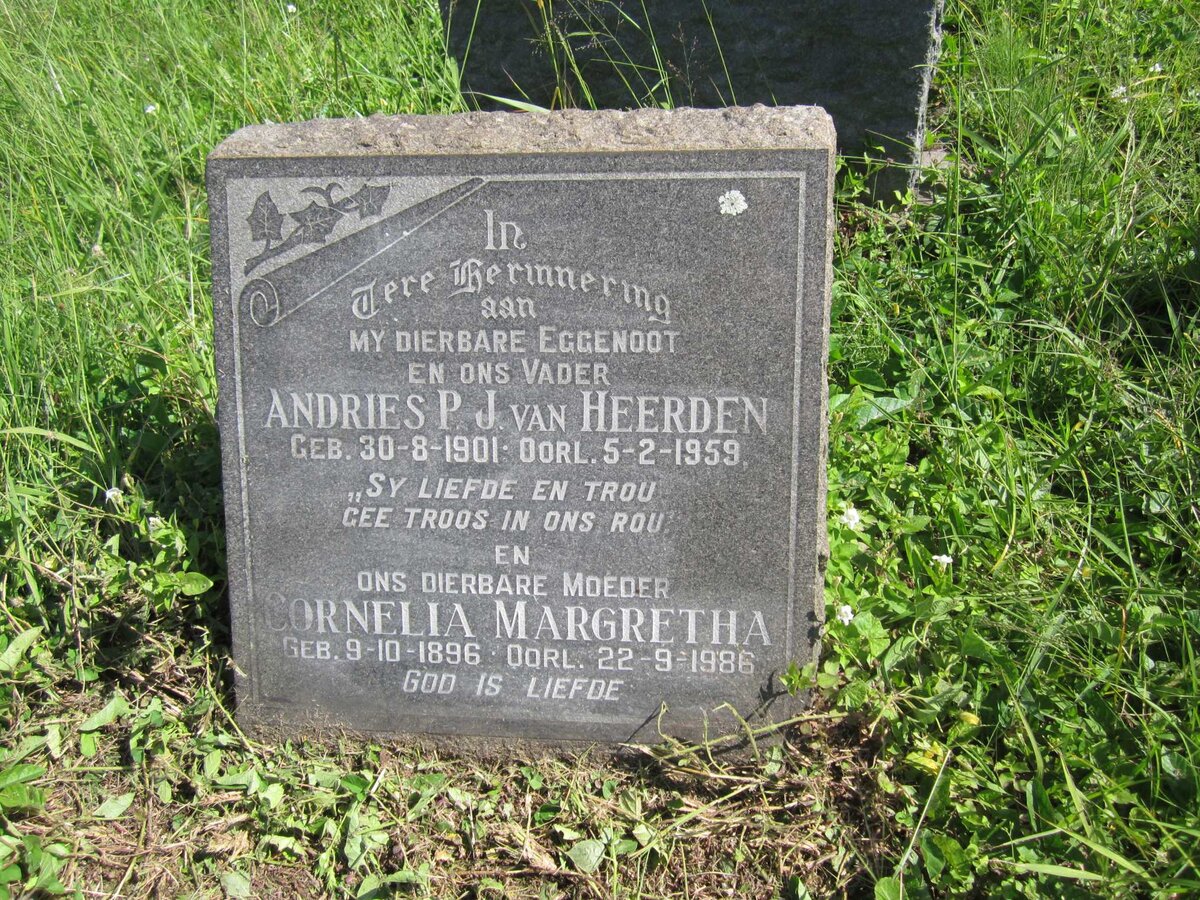 In
Tere Herinnering
aan
MY DIERBARE EGGENOOT
EN ONS VADER
ANDRIES P. J. VAN HEERDEN
GEB. 30-8-1901· OORL. 5-2-1959.
„SY LIEFDE EN TROU
GEE TROOS IN ONS ROU"
EN
ONS DIERBARE MOEDER
CORNELIA MARGRETHA
GEB. 9-10-1896 · OORL. 22-9-1986
GOD IS LIEFDE